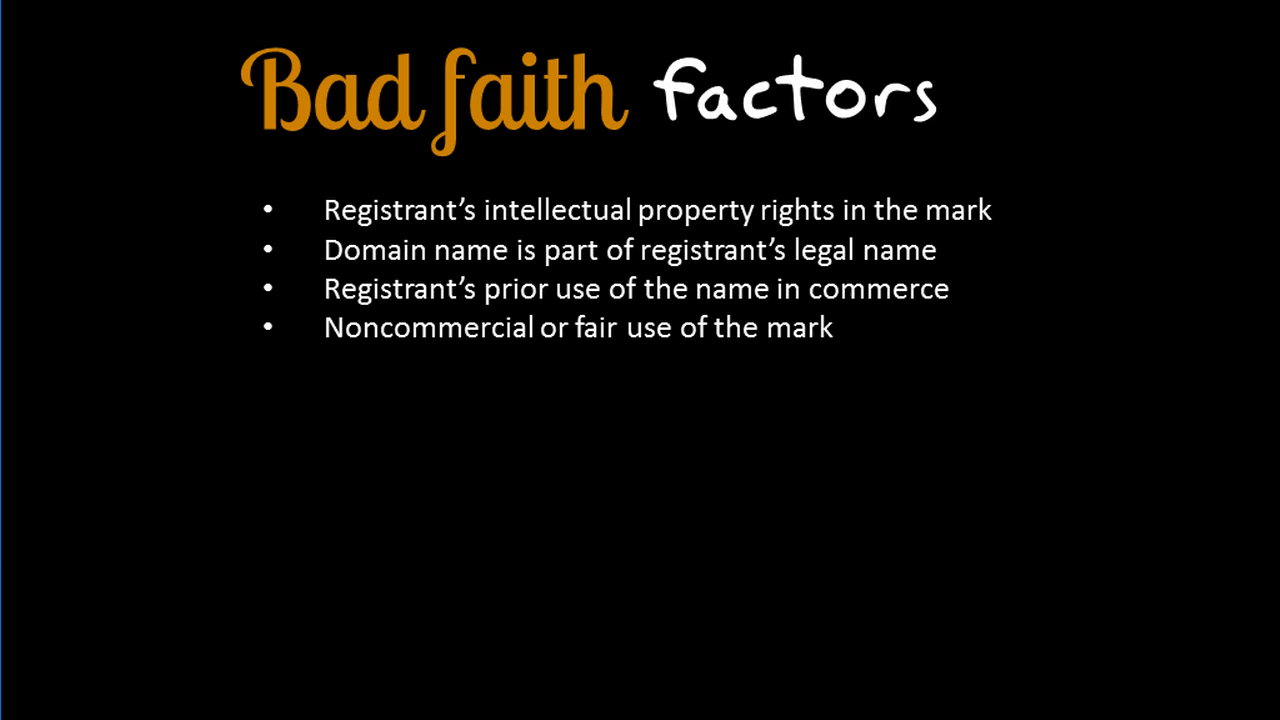 Bad faith factors
• Registrant’s intellectual property rights in the mark
• Domain name is part of registrant’s legal name
• Registrant’s prior use of the name in commerce
• Noncommercial or fair use of the mark